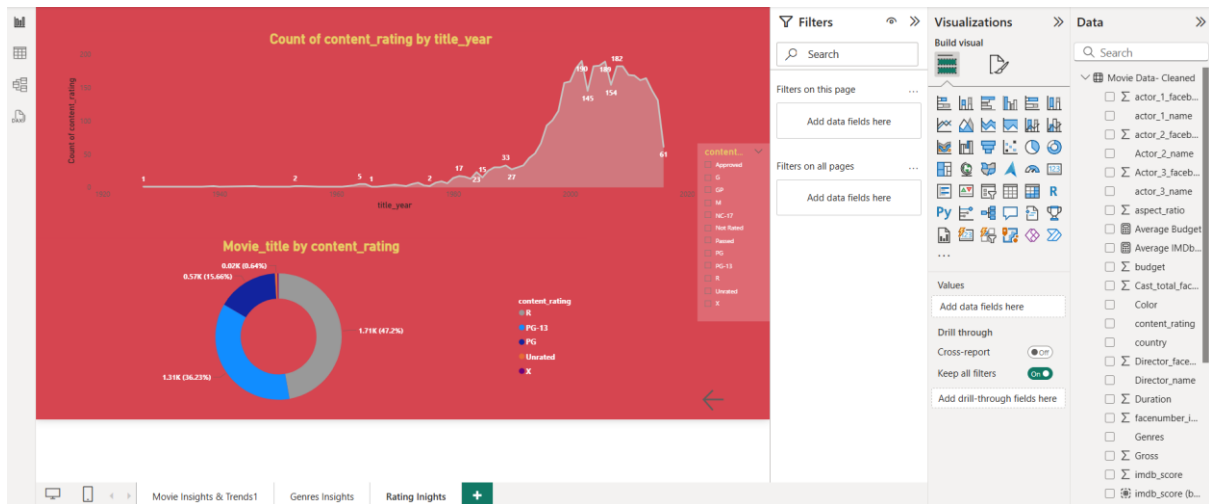 Count of content_rating by title_year
Count of content_rating
0
1
2
5
1
2
17
23
15
33
27
190
145
189
154
182
61
title_year
content...
Approved
G
GP
M
NC-17
Not Rated
Passed
PG
PG-13
R
Unrated
X
Movie_title by content_rating
0.02K (0.64%)
0.57K (15.66%)
1.71K (47.2%)
1.31K (36.23%)
content_rating
R
PG-13
PG
Unrated
X
Movie Insights & Trends1
Genres Insights
Rating Inights
+
Filters
Search
Filters on this page
...
Add data fields here
Filters on all pages
...
Add data fields here
Visualizations
Build visual
123
R
Py
...
Values
Add data fields here
Drill through
Cross-report
Off
Keep all filters
On
Add drill-through fields here
Data
Search
Movie Data- Cleaned
actor_1_faceb...
actor_1_name
actor_2_faceb...
Actor_2_name
Actor_3_faceb...
actor_3_name
aspect_ratio
Average Budget
Average IMDb...
budget
Cast_total_fac...
Color
content_rating
country
Director_face...
Director_name
Duration
facenumber_i...
Genres
Gross
imdb_score
imdb_score (b...